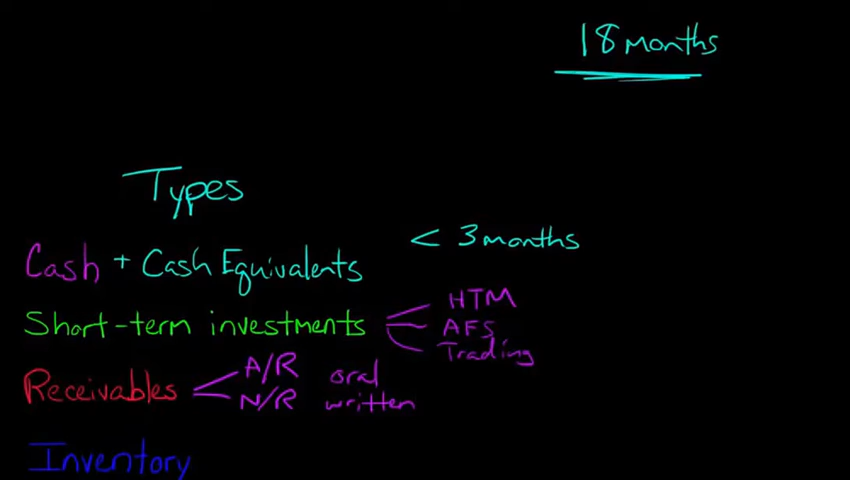 18 months
Types
Cash + Cash Equivalents < 3 months
Short-term investments
HTM
AFS
Trading
Receivables
A/R oral
N/R written
Inventory